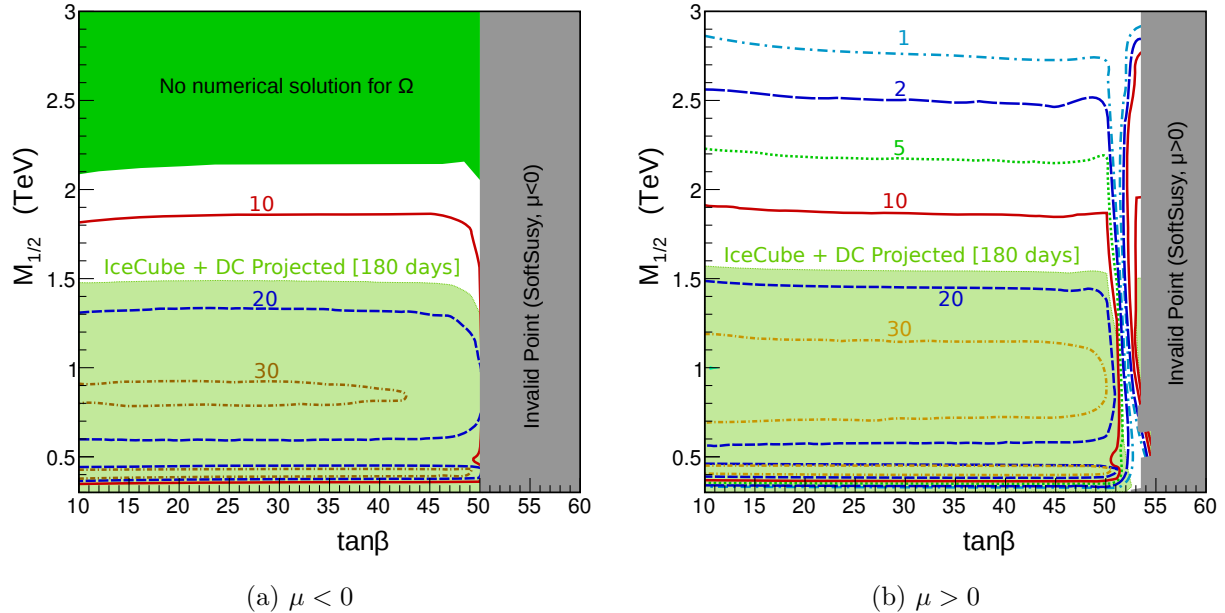 3
2.5
2
1.5
1
0.5
M1/2 (TeV)
No numerical solution for Ω
10
IceCube + DC Projected [180 days]
20
30
Invalid Point (SoftSusy, μ<0)
10 15 20 25 30 35 40 45 50 55 60
tanβ
(a) μ < 0
3
2.5
2
1.5
1
0.5
M1/2 (TeV)
1
2
5
10
IceCube + DC Projected [180 days]
20
30
Invalid Point (SoftSusy, μ>0)
10 15 20 25 30 35 40 45 50 55 60
tanβ
(b) μ > 0